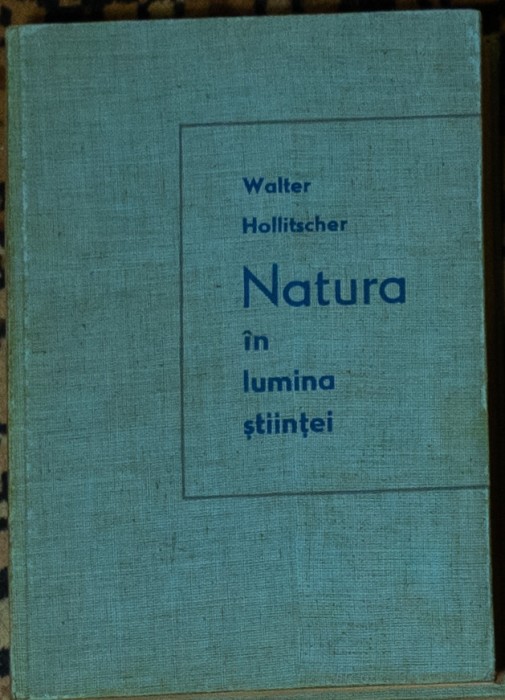 Walter
Hollitscher
Natura
în
lumina
științei